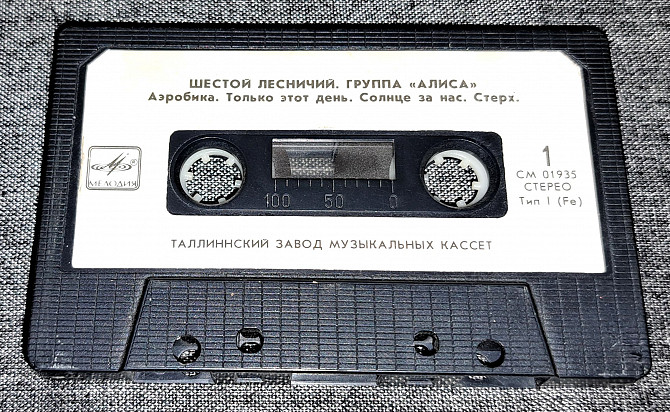 ШЕСТОЙ ЛЕСНИЧИЙ. ГРУППА «АЛИСА»
Аэробика. Только этот день. Солнце за нас. Стерх.
1
СМ 01935
СТЕРЕО
Тип I (Fe)
МЕЛОДИЯ
100 50 0
ТАЛЛИННСКИЙ ЗАВОД МУЗЫКАЛЬНЫХ КАССЕТ